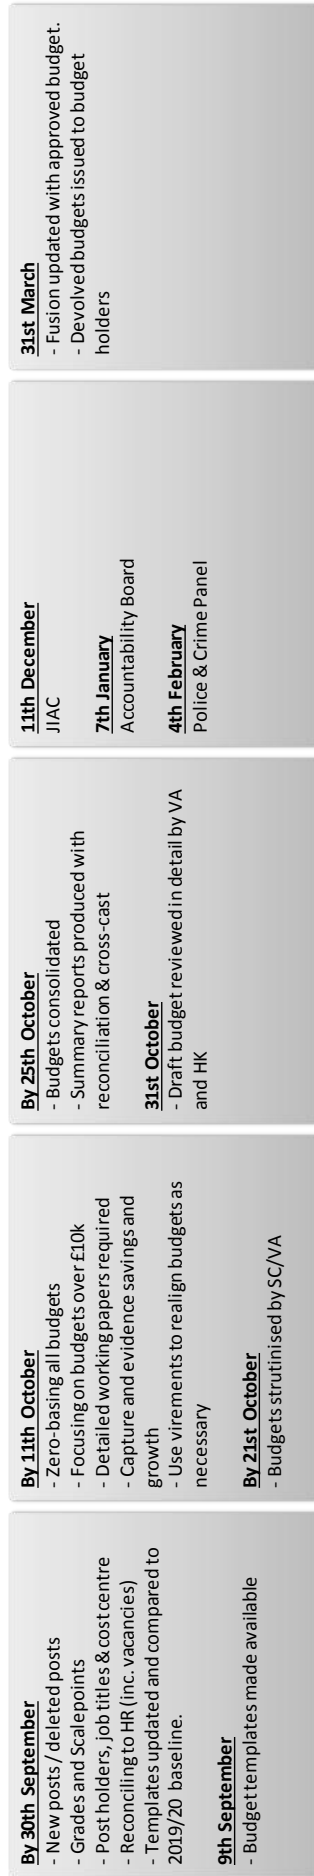 By 30th September
- New posts / deleted posts
- Grades and Scalepoints
- Post holders, job titles & cost centre
- Reconciling to HR (inc. vacancies)
- Templates updated and compared to
2019/20 baseline.
9th September
- Budget templates made available
By 11th October
- Zero-basing all budgets
- Focusing on budgets over £10k
- Detailed working papers required
- Capture and evidence savings and
growth
- Use virements to realign budgets as
necessary
By 21st October
- Budgets strutinised by SC/VA
By 25th October
- Budgets consolidated
- Summary reports produced with
reconciliation & cross-cast
31st October
- Draft budget reviewed in detail by VA
and HK
11th December
JIAC
7th January
Accountability Board
4th February
Police & Crime Panel
31st March
- Fusion updated with approved budget.
- Devolved budgets issued to budget
holders